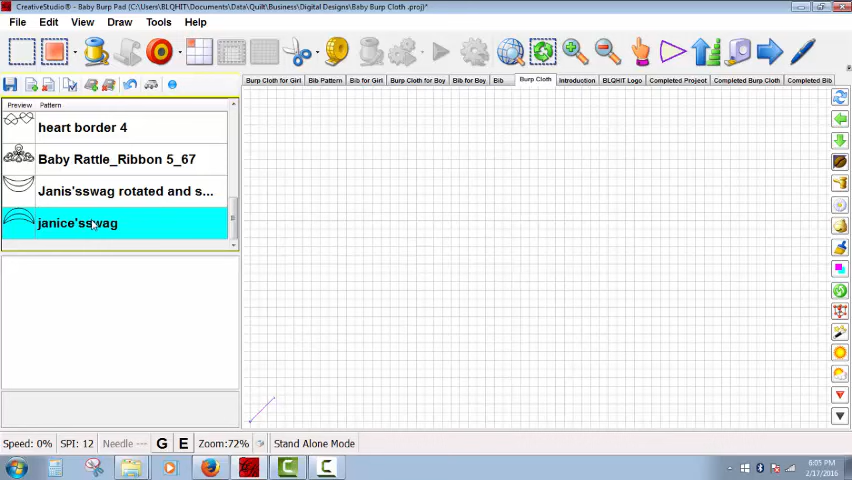 CreativeStudio® - Baby Burp Pad (C:\Users\BLQHIT\Documents\Data\Quilt\Business\Digital Designs\Baby Burp Cloth .proj)*
File Edit View Draw Tools Help
Burp Cloth for Girl Bib Pattern Bib for Girl Burp Cloth for Boy Bib for Boy Bib Burp Cloth Introduction BLQHIT Logo Completed Project Completed Burp Cloth Completed Bib
Preview Pattern
heart border 4
Baby Rattle_Ribbon 5_67
Janis'sswag rotated and s...
janice'sswag
Speed: 0% SPI: 12 Needle --- G E Zoom:72% Stand Alone Mode
6:05 PM
2/17/2016